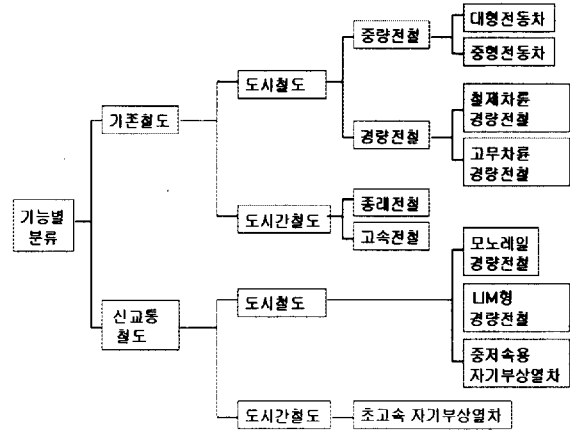 대형전동차
중량전철
중형전동차
도시철도
철제차륜
경량전철
기존철도
경량전철
고무차륜
경량전철
종래전철
도시간철도
고속전철
기능별
분류
모노레일
경량전철
신교통
철도
도시철도
LIM형
경량전철
중저속용
자기부상열차
도시간철도
초고속 자기부상열차